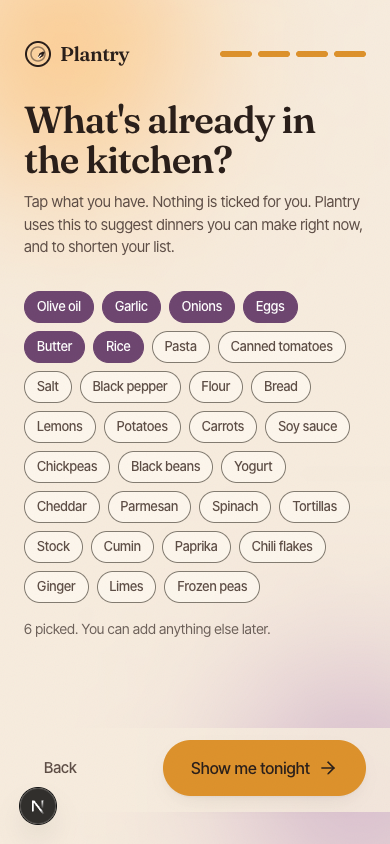 Plantry
What's already in
the kitchen?
Tap what you have. Nothing is ticked for you. Plantry
uses this to suggest dinners you can make right now,
and to shorten your list.
Olive oil Garlic Onions Eggs
Butter Rice Pasta Canned tomatoes
Salt Black pepper Flour Bread
Lemons Potatoes Carrots Soy sauce
Chickpeas Black beans Yogurt
Cheddar Parmesan Spinach Tortillas
Stock Cumin Paprika Chili flakes
Ginger Limes Frozen peas
6 picked. You can add anything else later.
Back Show me tonight →
N